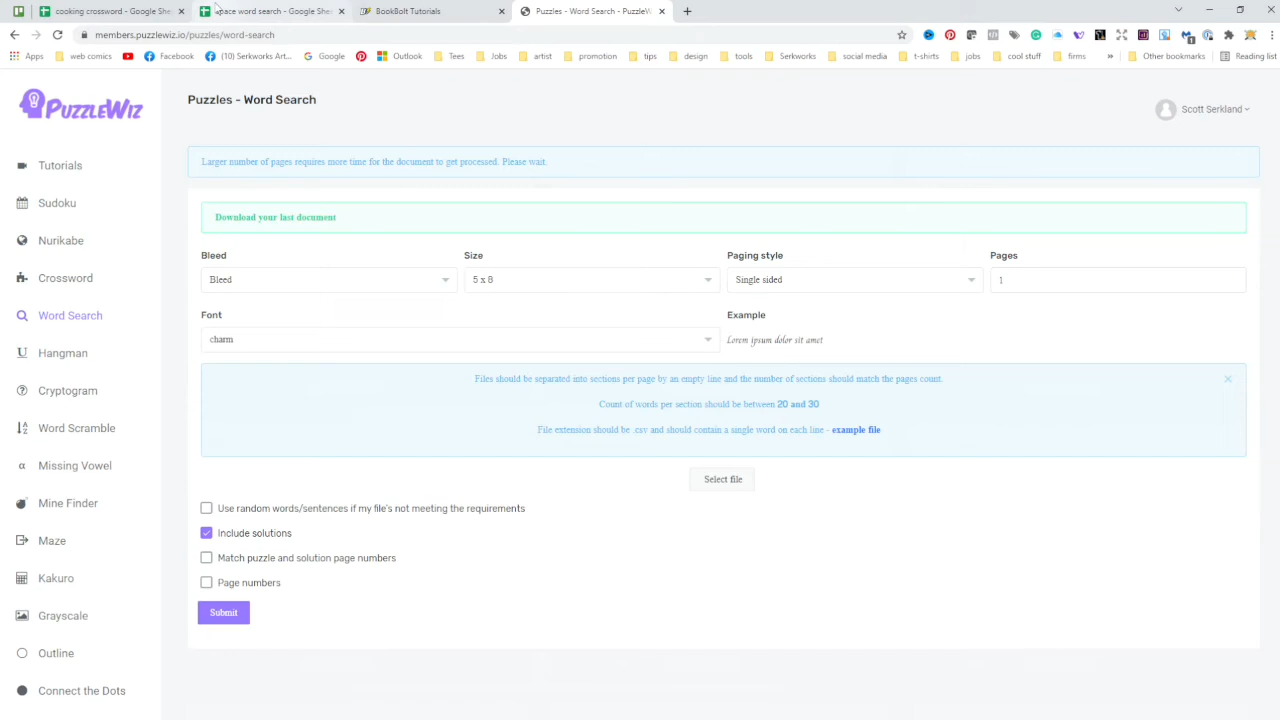 cooking crossword - Google She
space word search - Google She
BookBolt Tutorials
Puzzles - Word Search - PuzzleW
members.puzzlewiz.io/puzzles/word-search
Apps
web comics
Facebook
(10) Serkworks Art...
Google
Outlook
Tees
Jobs
artist
promotion
tips
design
tools
Serkworks
social media
t-shirts
jobs
cool stuff
firms
»
Other bookmarks
Reading list
PUZZLEWIZ
Puzzles - Word Search
Scott Serkland
Tutorials
Sudoku
Nurikabe
Crossword
Word Search
Hangman
Cryptogram
Word Scramble
Missing Vowel
Mine Finder
Maze
Kakuro
Grayscale
Outline
Connect the Dots
Larger number of pages requires more time for the document to get processed. Please wait.
Download your last document
Bleed
Size
Paging style
Pages
Bleed
5 x 8
Single sided
1
Font
Example
charm
Lorem ipsum dolor sit amet
Files should be separated into sections per page by an empty line and the number of sections should match the pages count.
Count of words per section should be between 20 and 30
File extension should be .csv and should contain a single word on each line - example file
Select file
Use random words/sentences if my file's not meeting the requirements
Include solutions
Match puzzle and solution page numbers
Page numbers
Submit